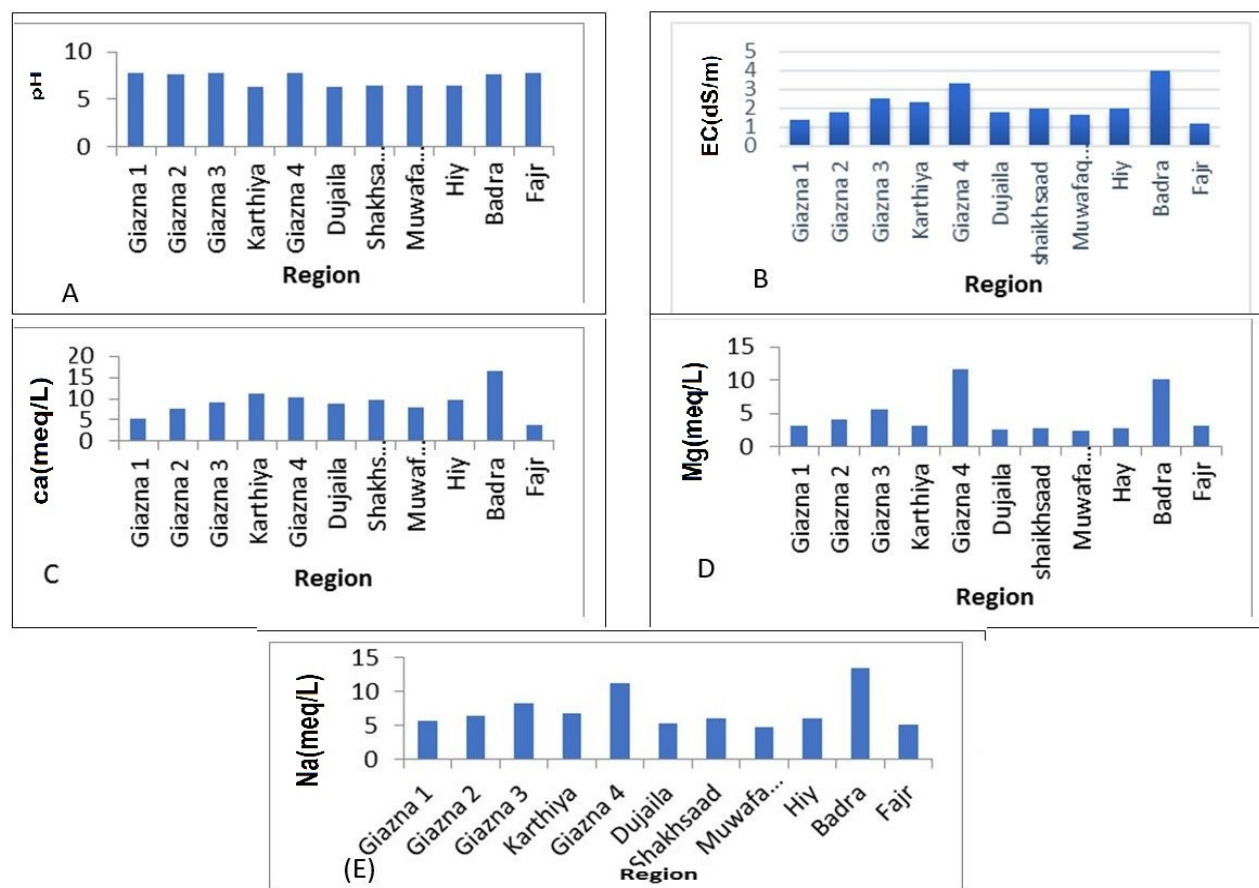 pH
10
5
0
Giazna 1
Giazna 2
Giazna 3
Karthiya
Giazna 4
Dujaila
Shakhsa...
Muwafa...
Hiy
Badra
Fajr
Region
A
EC(dS/m)
5
4
3
2
1
0
Giazna 1
Giazna 2
Giazna 3
Karthiya
Giazna 4
Dujaila
shaikhsaad
Muwafaq...
Hiy
Badra
Fajr
Region
B
ca(meq/L)
20
15
10
5
0
Giazna 1
Giazna 2
Giazna 3
Karthiya
Giazna 4
Dujaila
Shakhs...
Muwaf...
Hiy
Badra
Fajr
Region
C
Mg(meq/L)
15
10
5
0
Giazna 1
Giazna 2
Giazna 3
Karthiya
Giazna 4
Dujaila
shaikhsaad
Muwafa...
Hay
Badra
Fajr
Region
D
Na(meq/L)
15
10
5
0
Giazna 1
Giazna 2
Giazna 3
Karthiya
Giazna 4
Dujaila
Shakhsaad
Muwafa...
Hiy
Badra
Fajr
Region
(E)